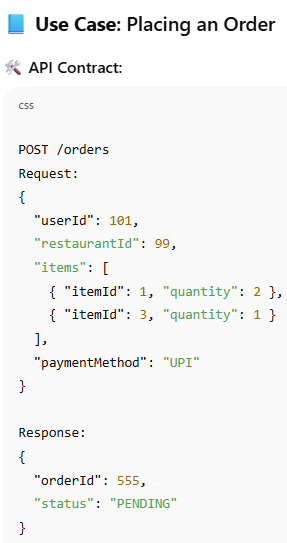 📘 Use Case: Placing an Order
🛠 API Contract:
css
POST /orders
Request:
{
  "userId": 101,
  "restaurantId": 99,
  "items": [
    { "itemId": 1, "quantity": 2 },
    { "itemId": 3, "quantity": 1 }
  ],
  "paymentMethod": "UPI"
}
Response:
{
  "orderId": 555,
  "status": "PENDING"
}